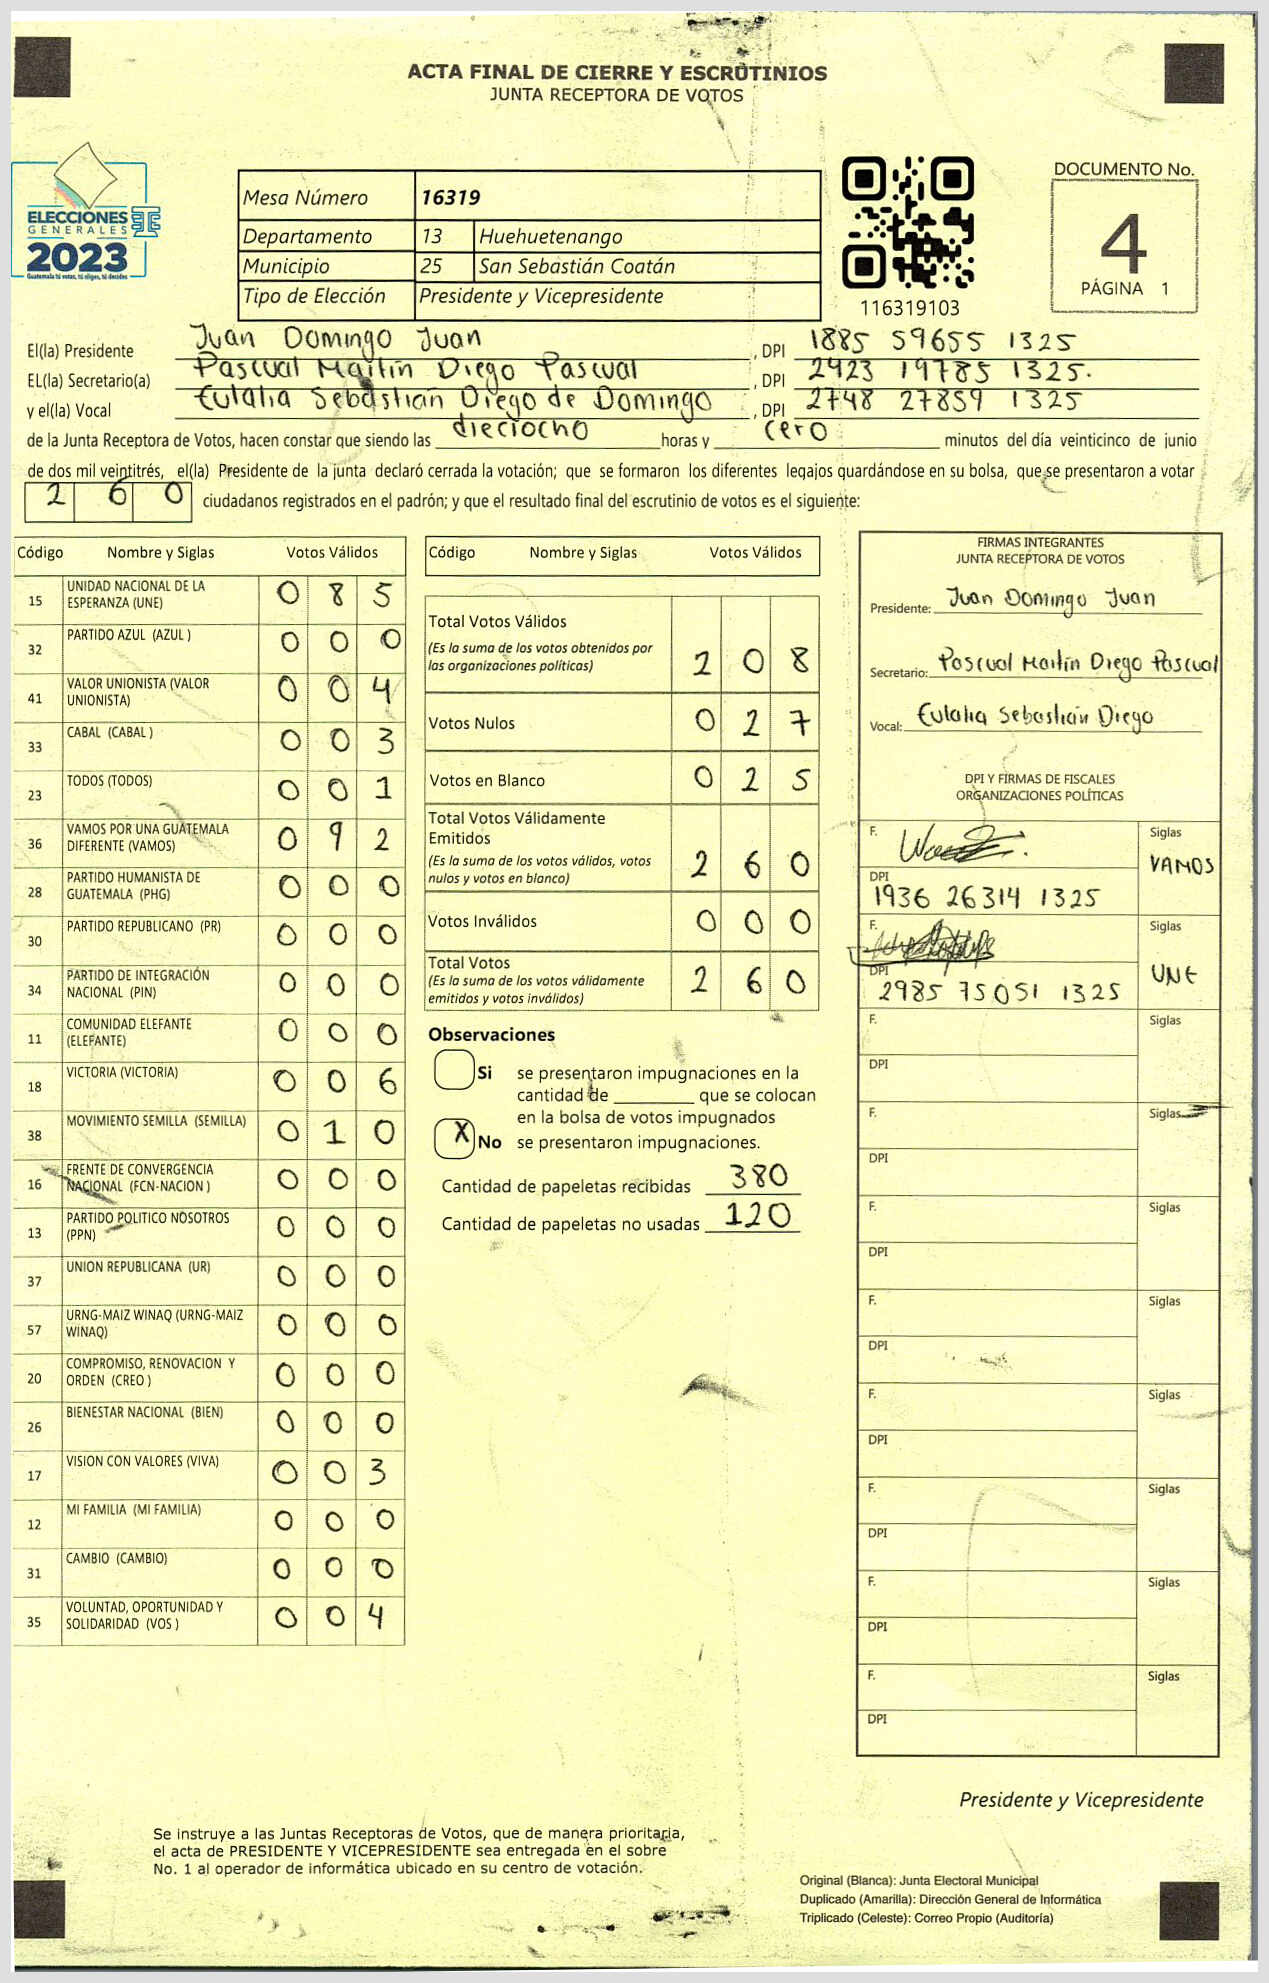 ACTA FINAL DE CIERRE Y ESCRUTINIOS
JUNTA RECEPTORA DE VOTOS
ELECCIONES
GENERALES
2023
Guatemala tú votas, tú eliges, tú decides
Mesa Número 16319
Departamento 13 Huehuetenango
Municipio 25 San Sebastián Coatán
Tipo de Elección Presidente y Vicepresidente
116319103
DOCUMENTO No.
4
PÁGINA 1
El(la) Presidente Juan Domingo Juan , DPI 1885 59655 1325
EL(la) Secretario(a) Pascual Martín Diego Pascual , DPI 2423 19785 1325.
y el(la) Vocal Eulalia Sebastián Diego de Domingo , DPI 2748 27859 1325
de la Junta Receptora de Votos, hacen constar que siendo las dieciocho horas y cero minutos del día veinticinco de junio
de dos mil veintitrés, el(la) Presidente de la junta declaró cerrada la votación; que se formaron los diferentes legajos quardándose en su bolsa, que se presentaron a votar
2 6 0 ciudadanos registrados en el padrón; y que el resultado final del escrutinio de votos es el siguiente:
Código Nombre y Siglas Votos Válidos
15 UNIDAD NACIONAL DE LA ESPERANZA (UNE) 0 8 5
32 PARTIDO AZUL (AZUL ) 0 0 0
41 VALOR UNIONISTA (VALOR UNIONISTA) 0 0 4
33 CABAL (CABAL ) 0 0 3
23 TODOS (TODOS) 0 0 1
36 VAMOS POR UNA GUATEMALA DIFERENTE (VAMOS) 0 9 2
28 PARTIDO HUMANISTA DE GUATEMALA (PHG) 0 0 0
30 PARTIDO REPUBLICANO (PR) 0 0 0
34 PARTIDO DE INTEGRACIÓN NACIONAL (PIN) 0 0 0
11 COMUNIDAD ELEFANTE (ELEFANTE) 0 0 0
18 VICTORIA (VICTORIA) 0 0 6
38 MOVIMIENTO SEMILLA (SEMILLA) 0 1 0
16 FRENTE DE CONVERGENCIA NACIONAL (FCN-NACION ) 0 0 0
13 PARTIDO POLITICO NOSOTROS (PPN) 0 0 0
37 UNION REPUBLICANA (UR) 0 0 0
57 URNG-MAIZ WINAQ (URNG-MAIZ WINAQ) 0 0 0
20 COMPROMISO, RENOVACION Y ORDEN (CREO ) 0 0 0
26 BIENESTAR NACIONAL (BIEN) 0 0 0
17 VISION CON VALORES (VIVA) 0 0 3
12 MI FAMILIA (MI FAMILIA) 0 0 0
31 CAMBIO (CAMBIO) 0 0 0
35 VOLUNTAD, OPORTUNIDAD Y SOLIDARIDAD (VOS ) 0 0 4
Código Nombre y Siglas Votos Válidos
Total Votos Válidos
(Es la suma de los votos obtenidos por
las organizaciones políticas) 2 0 8
Votos Nulos 0 2 7
Votos en Blanco 0 2 5
Total Votos Válidamente
Emitidos
(Es la suma de los votos válidos, votos
nulos y votos en blanco) 2 6 0
Votos Inválidos 0 0 0
Total Votos
(Es la suma de los votos válidamente
emitidos y votos inválidos) 2 6 0
Observaciones
Si se presentaron impugnaciones en la
cantidad de ________ que se colocan
en la bolsa de votos impugnados
X No se presentaron impugnaciones.
Cantidad de papeletas recibidas 380
Cantidad de papeletas no usadas 120
FIRMAS INTEGRANTES
JUNTA RECEPTORA DE VOTOS
Presidente: Juan Domingo Juan
Secretario: Pascual Martín Diego Pascual
Vocal: Eulalia Sebastián Diego
DPI Y FIRMAS DE FISCALES
ORGANIZACIONES POLÍTICAS
F. Siglas
VAMOS
DPI
1936 26314 1325
F. Siglas
UNE
DPI
2985 75051 1325
F. Siglas
DPI
F. Siglas
DPI
F. Siglas
DPI
F. Siglas
DPI
F. Siglas
DPI
F. Siglas
DPI
F. Siglas
DPI
F. Siglas
DPI
Presidente y Vicepresidente
Se instruye a las Juntas Receptoras de Votos, que de manera prioritaria,
el acta de PRESIDENTE Y VICEPRESIDENTE sea entregada en el sobre
No. 1 al operador de informática ubicado en su centro de votación.
Original (Blanca): Junta Electoral Municipal
Duplicado (Amarilla): Dirección General de Informática
Triplicado (Celeste): Correo Propio (Auditoría)